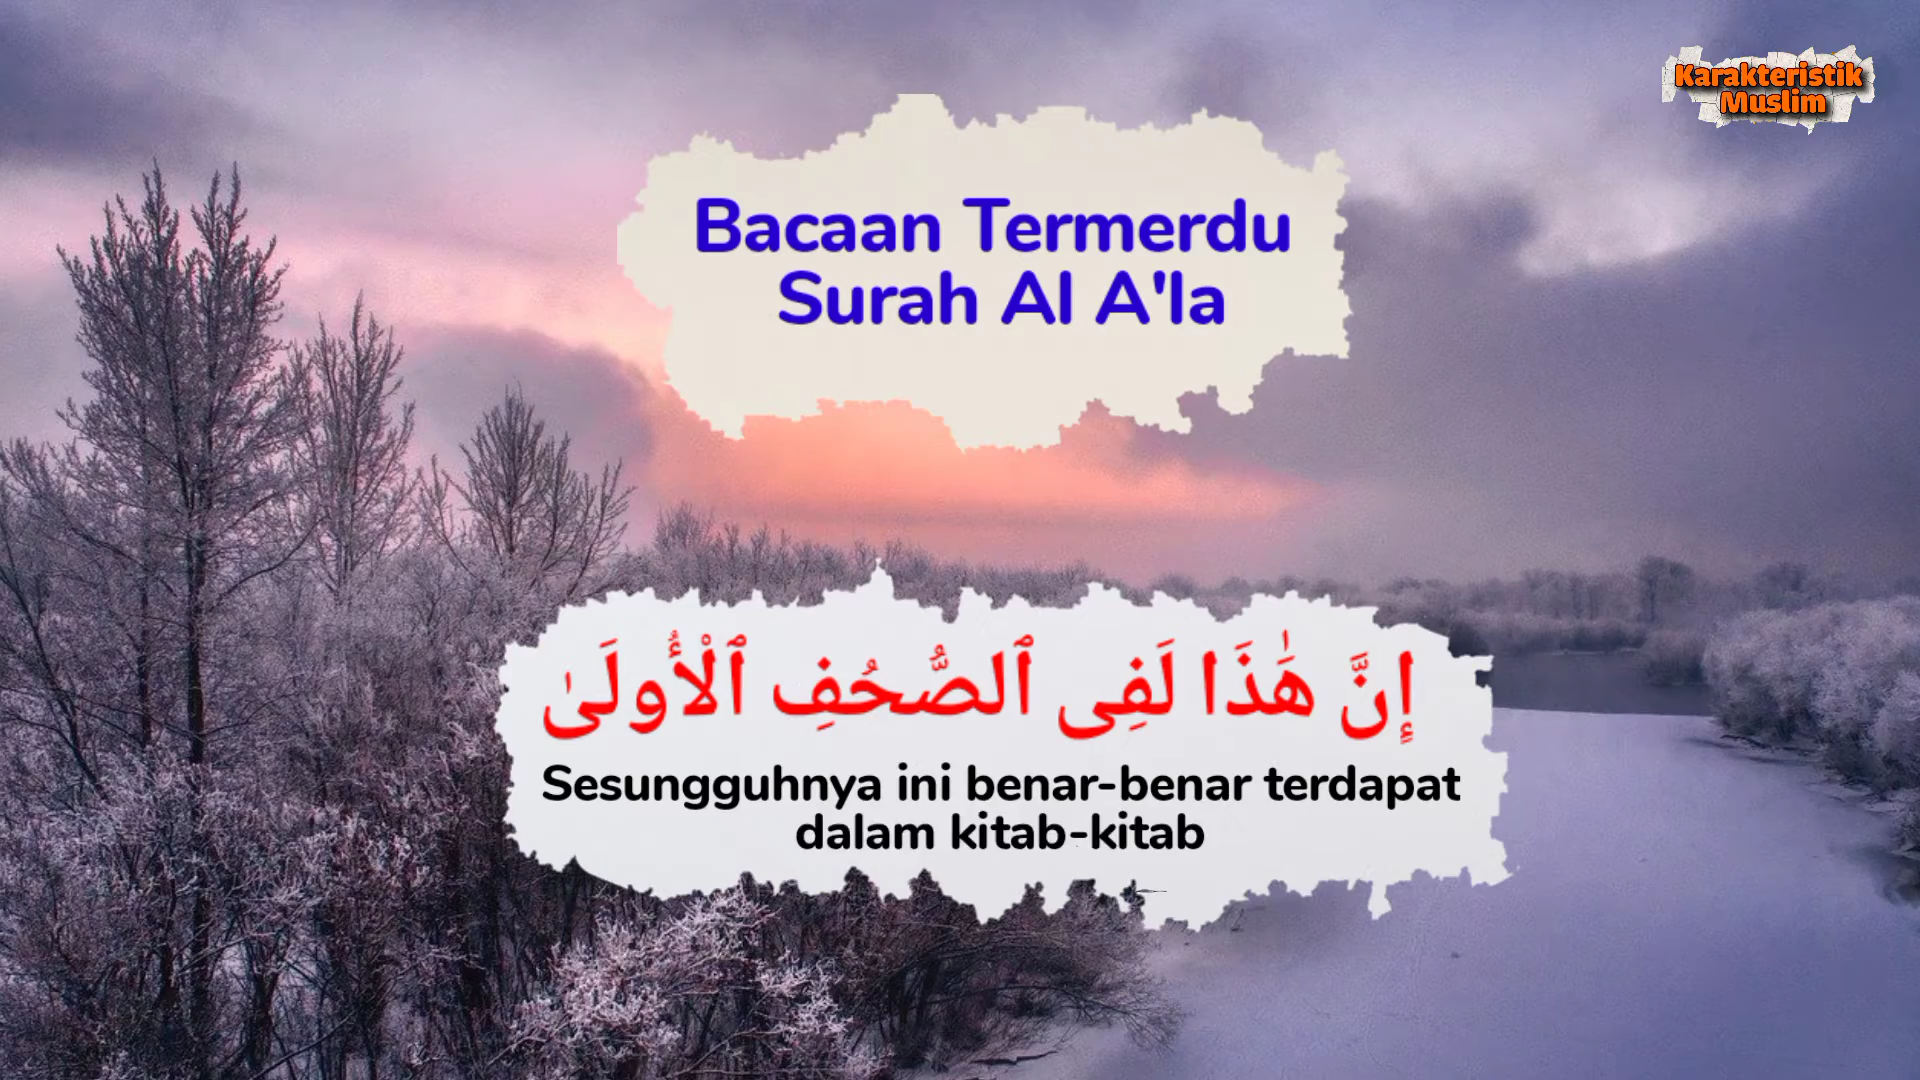 Karakteristik
Muslim
Bacaan Termerdu
Surah Al A'la
إِنَّ هَٰذَا لَفِى ٱلصُّحُفِ ٱلْأُولَىٰ
Sesungguhnya ini benar-benar terdapat
dalam kitab-kitab